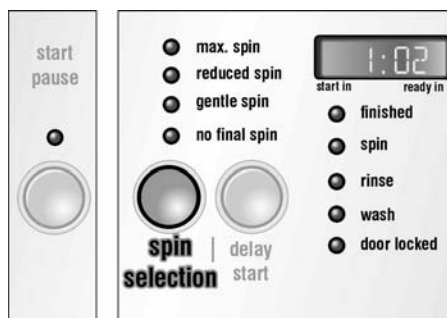 start
pause
max. spin
reduced spin
gentle spin
no final spin
spin
selection
delay
start
1:02
start in
ready in
finished
spin
rinse
wash
door locked